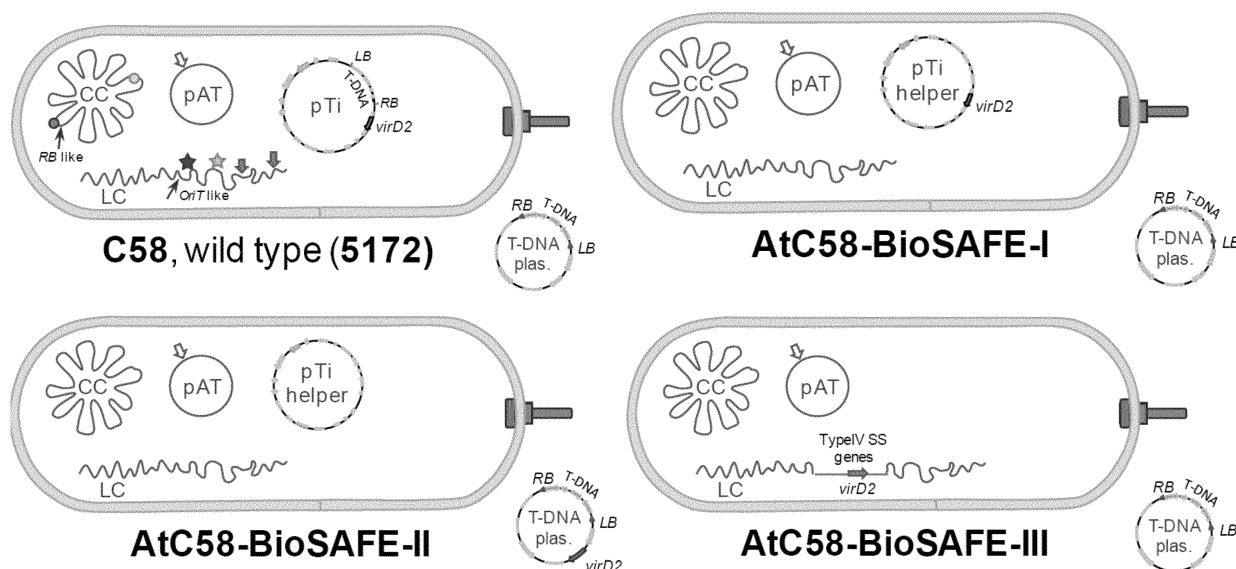 LB
T-DNA
CC
pAT
pTi
RB
virD2
RB like
OriT like
LC
C58, wild type (5172)
RB T-DNA
T-DNA
plas.
LB
pTi
helper
CC
pAT
virD2
LC
AtC58-BioSAFE-I
RB T-DNA
T-DNA
plas.
LB
CC
pAT
pTi
helper
LC
AtC58-BioSAFE-II
RB T-DNA
LB
T-DNA
plas.
virD2
CC
pAT
TypeIV SS
genes
LC
virD2
AtC58-BioSAFE-III
RB T-DNA
T-DNA
plas.
LB